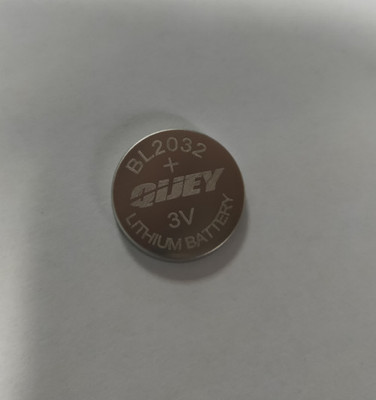 BL2032
+
QIJEY
3V
LITHIUM BATTERY